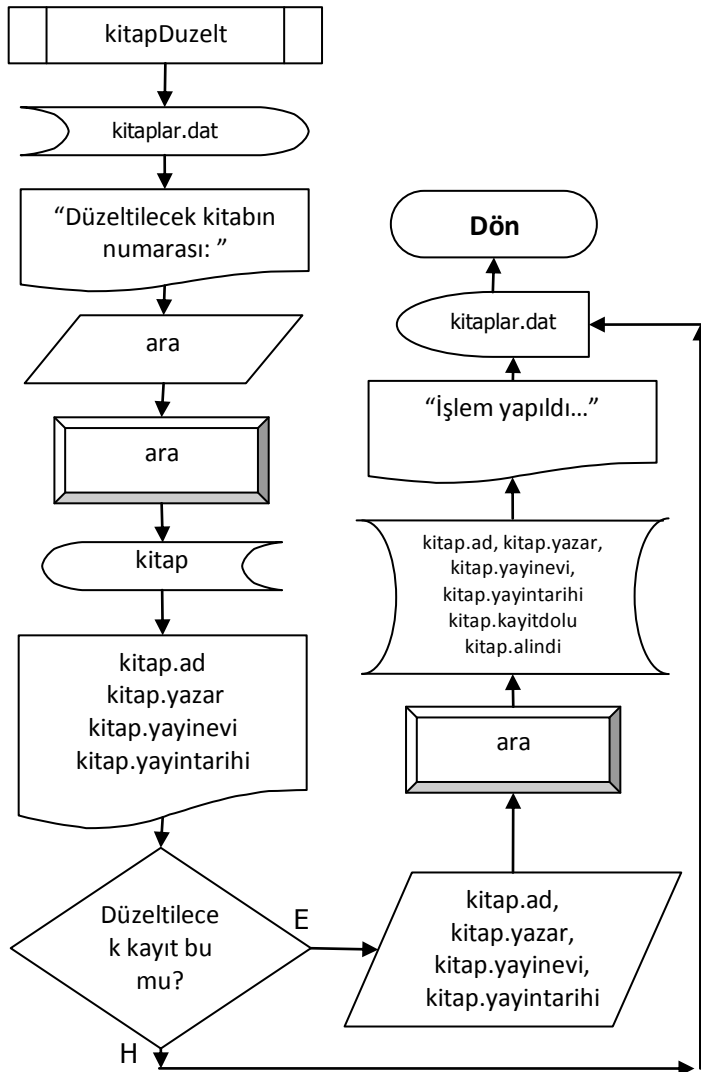 kitapDuzelt
kitaplar.dat
“Düzeltilecek kitabın
numarası: ”
ara
ara
kitap
kitap.ad
kitap.yazar
kitap.yayinevi
kitap.yayintarihi
Düzeltilece
k kayıt bu
mu?
E
H
kitap.ad,
kitap.yazar,
kitap.yayinevi,
kitap.yayintarihi
ara
kitap.ad, kitap.yazar,
kitap.yayinevi,
kitap.yayintarihi
kitap.kayitdolu
kitap.alindi
“İşlem yapıldı...”
kitaplar.dat
Dön